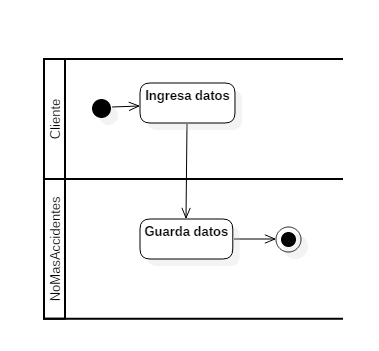 Cliente
Ingresa datos
NoMasAccidentes
Guarda datos